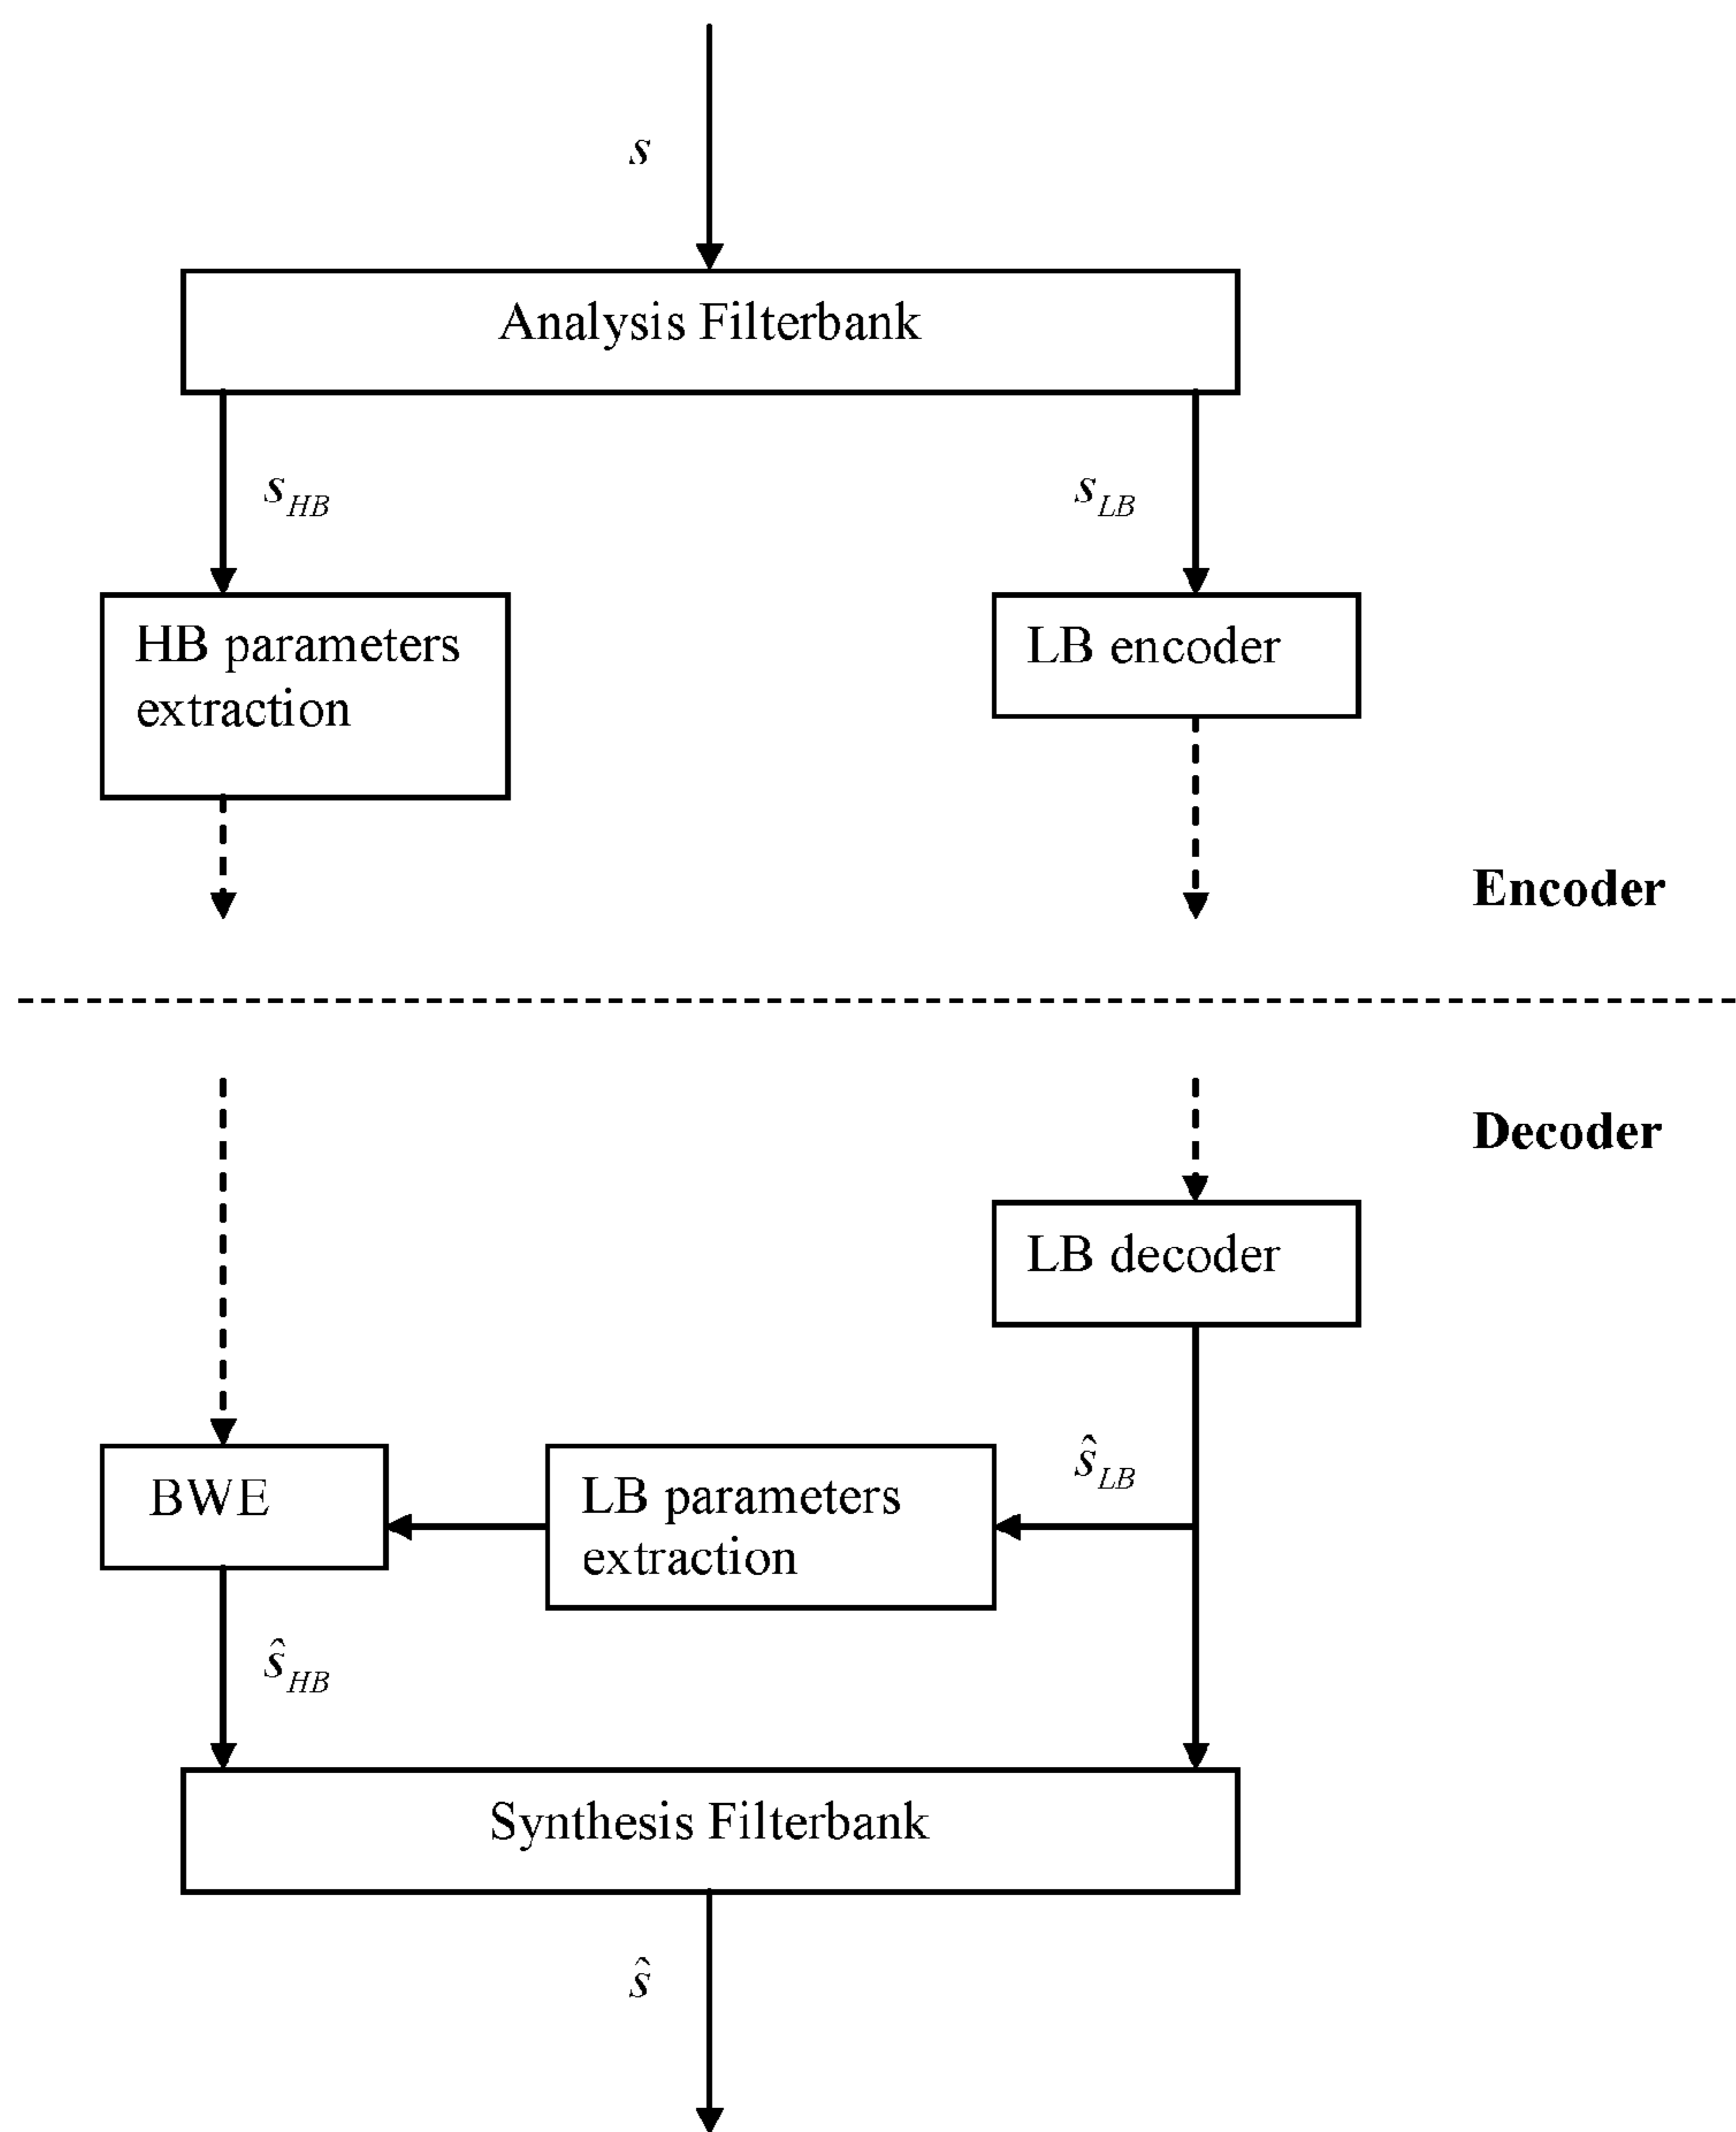 s
Analysis Filterbank
s_HB
s_LB
HB parameters
extraction
LB encoder
Encoder
Decoder
LB decoder
ŝ_LB
BWE
LB parameters
extraction
ŝ_HB
Synthesis Filterbank
ŝ